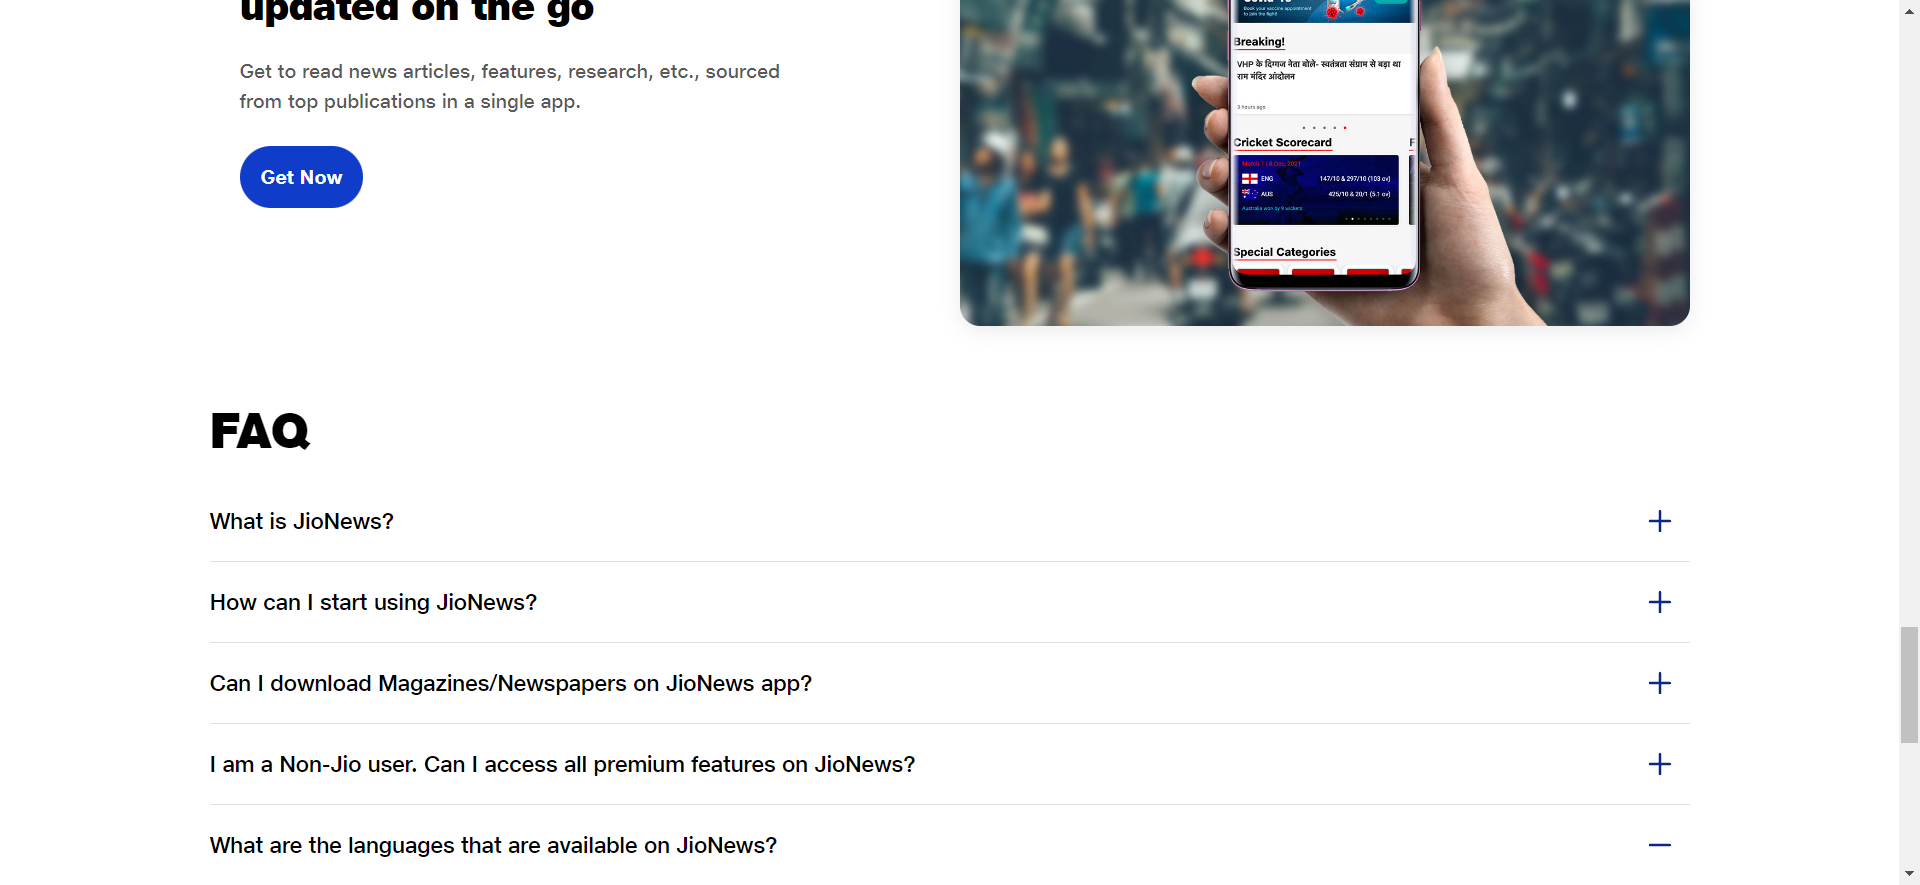 updated on the go
Get to read news articles, features, research, etc., sourced
from top publications in a single app.
Get Now
Book your vaccine appointment
to join the fight!
Breaking!
VHP के दिग्गज नेता बोले- स्वतंत्रता संग्राम से बड़ा था
राम मंदिर आंदोलन
3 hours ago
Cricket Scorecard
F
Match 1 | 8 Dec, 2021
ENG 147/10 & 297/10 (103 ov)
AUS 425/10 & 20/1 (5.1 ov)
Australia won by 9 wickets
Special Categories
FAQ
What is JioNews?
How can I start using JioNews?
Can I download Magazines/Newspapers on JioNews app?
I am a Non-Jio user. Can I access all premium features on JioNews?
What are the languages that are available on JioNews?